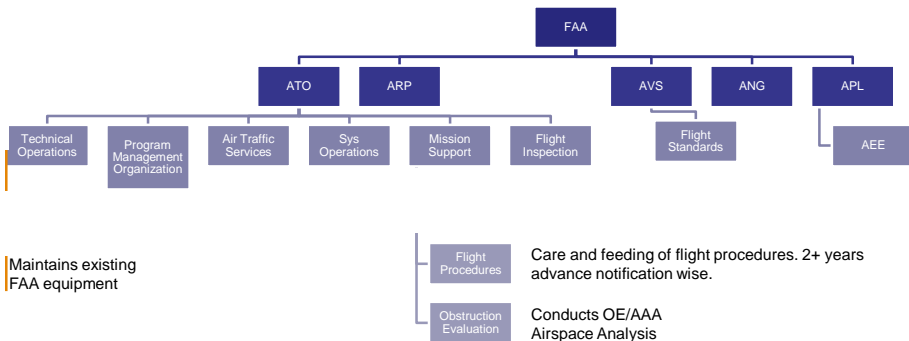 FAA
ATO
ARP
AVS
ANG
APL
Technical
Operations
Program
Management
Organization
Air Traffic
Services
Sys
Operations
Mission
Support
Flight
Inspection
Flight
Standards
AEE
Maintains existing
FAA equipment
Flight
Procedures
Care and feeding of flight procedures. 2+ years
advance notification wise.
Obstruction
Evaluation
Conducts OE/AAA
Airspace Analysis